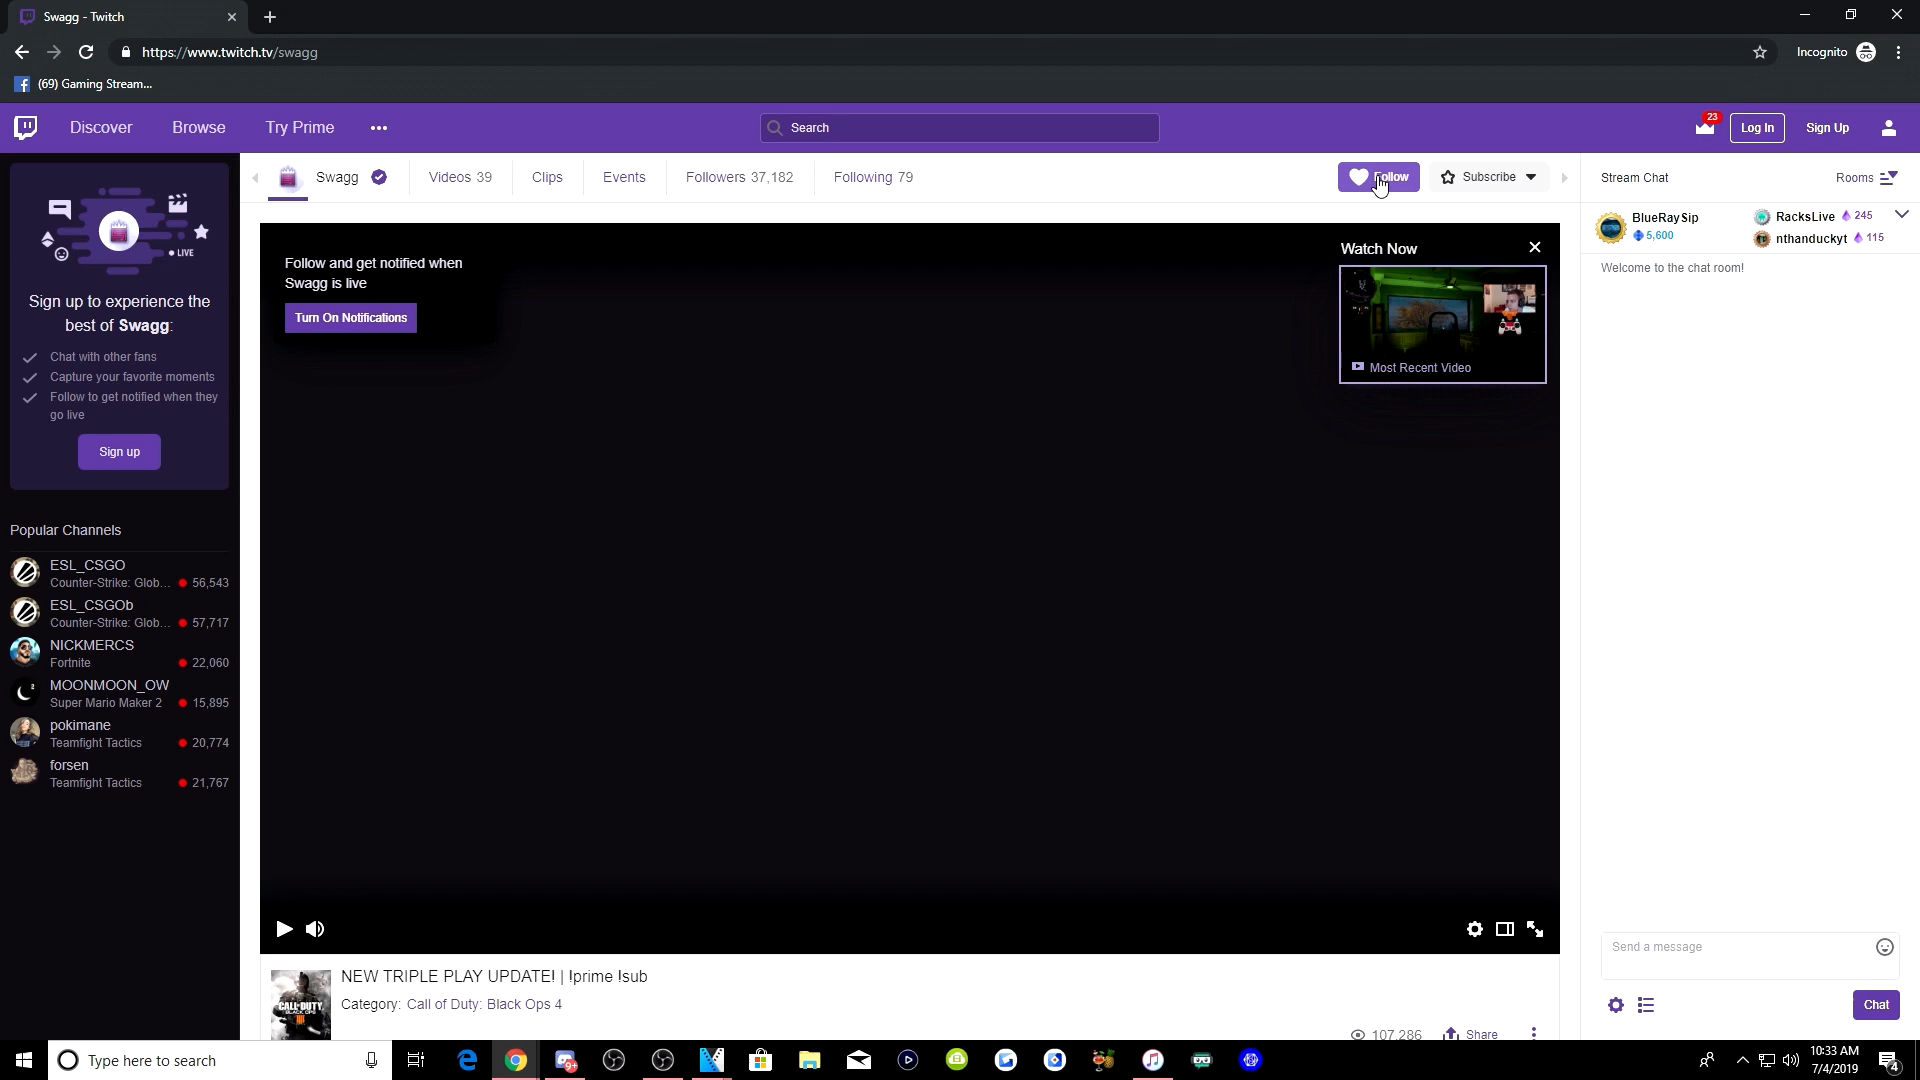 Swagg - Twitch
https://www.twitch.tv/swagg
Incognito
(69) Gaming Stream...
Discover
Browse
Try Prime
Search
23
Log In
Sign Up
Swagg
Videos 39
Clips
Events
Followers 37,182
Following 79
Follow
Subscribe
Stream Chat
Rooms
LIVE
Sign up to experience the
best of Swagg:
Chat with other fans
Capture your favorite moments
Follow to get notified when they
go live
Sign up
Popular Channels
ESL_CSGO
Counter-Strike: Glob... 56,543
ESL_CSGOb
Counter-Strike: Glob... 57,717
NICKMERCS
Fortnite 22,060
MOONMOON_OW
Super Mario Maker 2 15,895
pokimane
Teamfight Tactics 20,774
forsen
Teamfight Tactics 21,767
Follow and get notified when
Swagg is live
Turn On Notifications
Watch Now
Most Recent Video
BlueRaySip
5,600
RacksLive 245
nthanduckyt 115
Welcome to the chat room!
Send a message
Chat
CALL·DUTY
BLACK OPS
NEW TRIPLE PLAY UPDATE! | !prime !sub
Category: Call of Duty: Black Ops 4
107,286
Share
Type here to search
9+
10:33 AM
7/4/2019
4